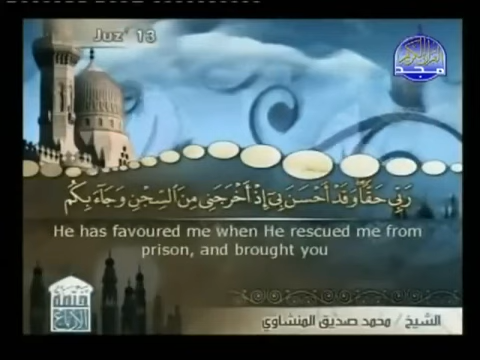 Juz' 13
مجد
رَبِّي حَقًّا وَقَدْ أَحْسَنَ بِي إِذْ أَخْرَجَنِي مِنَ السِّجْنِ وَجَاءَ بِكُم
He has favoured me when He rescued me from
prison, and brought you
الشيخ / محمد صديق المنشاوي